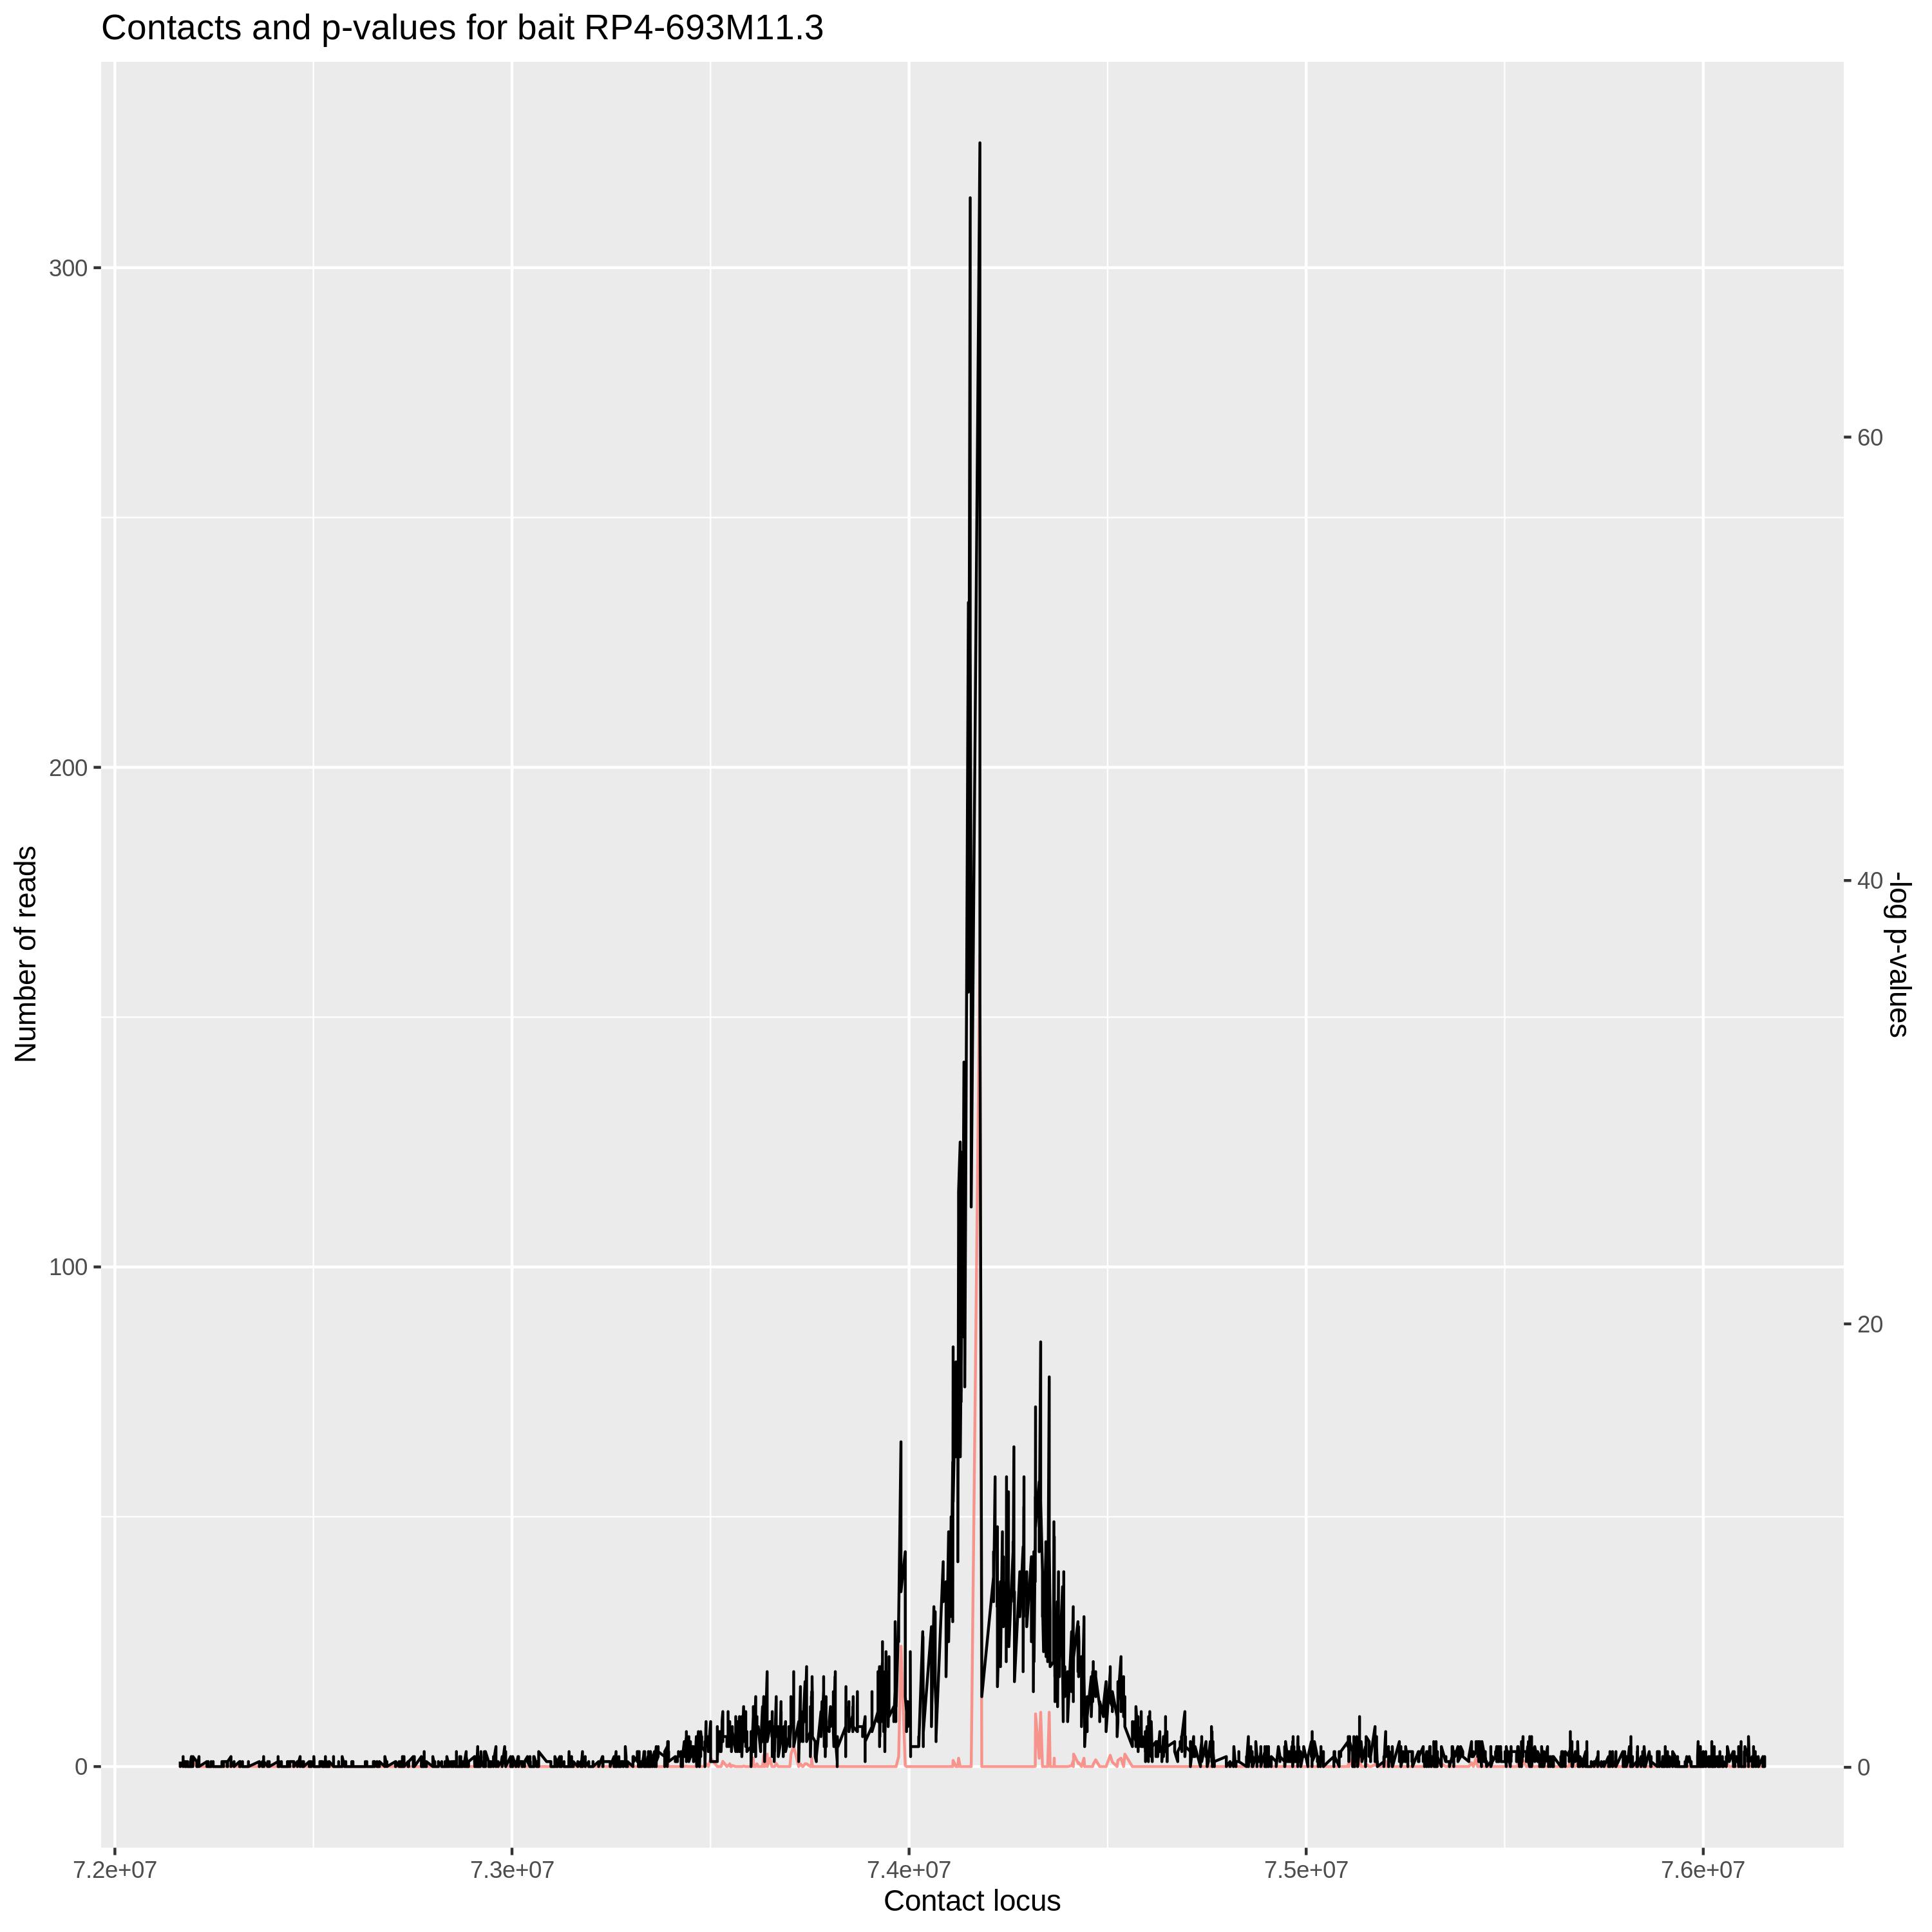 Contacts and p-values for bait RP4-693M11.3
300
200
100
0
Number of reads
60
40
20
0
-log p-values
7.2e+07
7.3e+07
7.4e+07
7.5e+07
7.6e+07
Contact locus